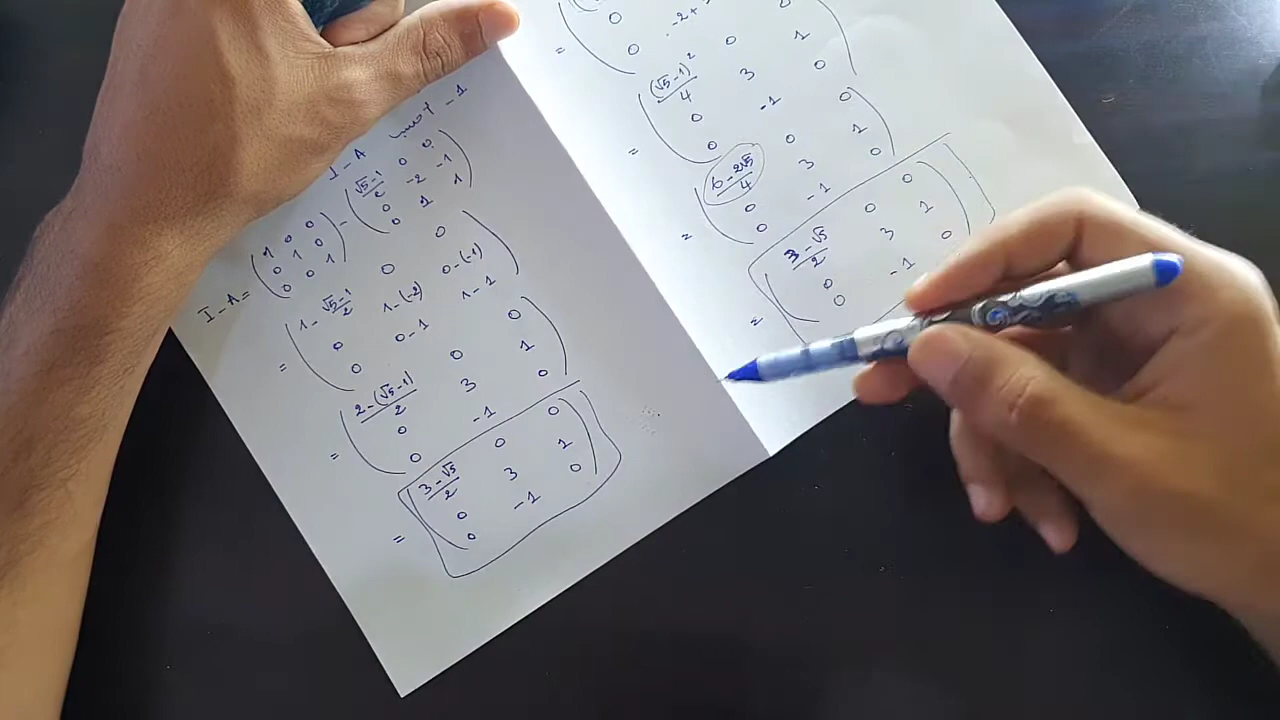 1 - احسب I-A
I-A = (1 0 0
0 1 0
0 0 1) - (√5-1/2 0 0
0 -2 -1
0 1 1)
= (1 - √5-1/2 0 0
0 1-(-2) 0-(-1)
0 0-1 1-1)
= (2-(√5-1)/2 0 0
0 3 1
0 -1 0)
= (3-√5/2 0 0
0 3 1
0 -1 0)
0
0
= ((√5-1)²/4 0 0
0 3 1
0 -1 0)
= (6-2√5/4 0 0
0 3 1
0 -1 0)
= (3-√5/2 0 0
0 3 1
0 -1 0)